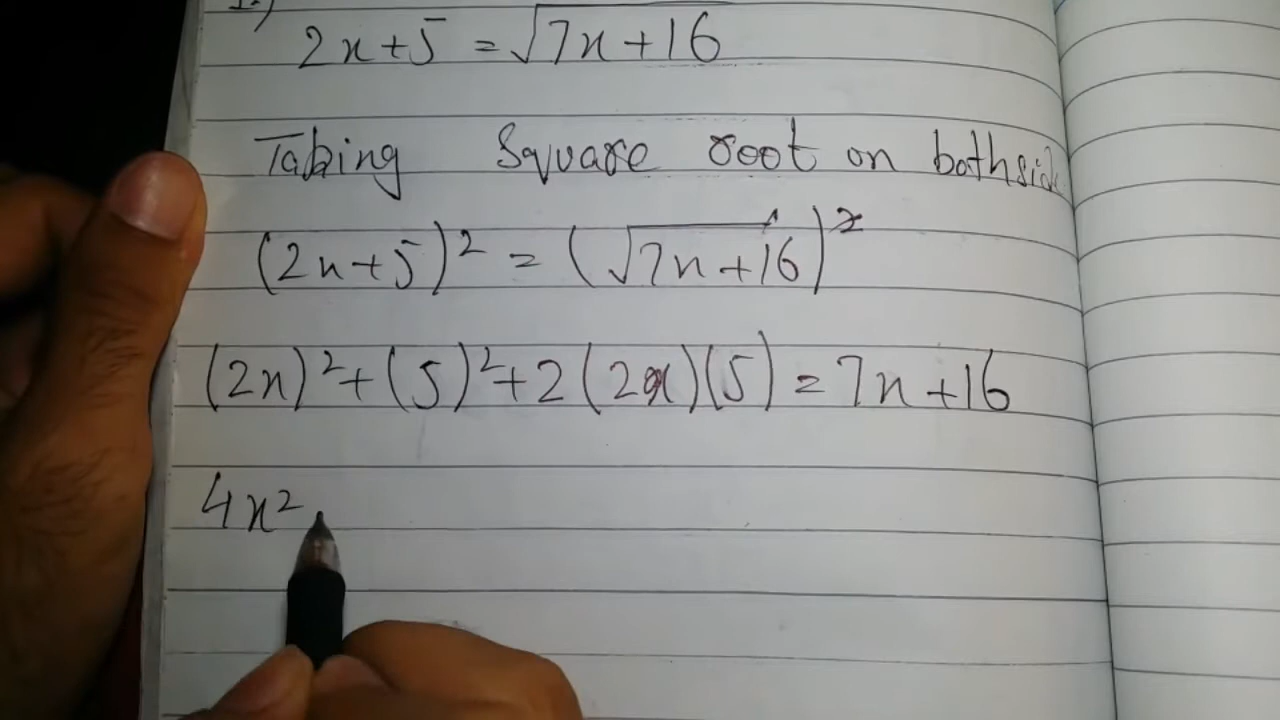 2x+5 = √7x+16
Taking Square root on bothside
(2x+5)² = (√7x+16)²
(2x)²+(5)²+2(2x)(5) = 7x+16
4x²